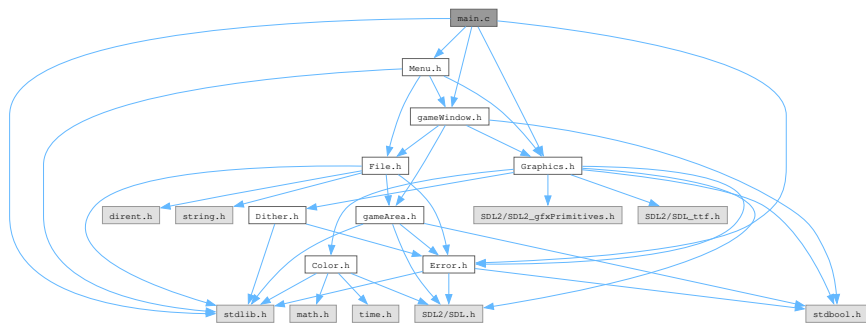 main.c
Menu.h
gameWindow.h
File.h
Graphics.h
dirent.h
string.h
Dither.h
gameArea.h
SDL2/SDL2_gfxPrimitives.h
SDL2/SDL_ttf.h
Color.h
Error.h
stdlib.h
math.h
time.h
SDL2/SDL.h
stdbool.h